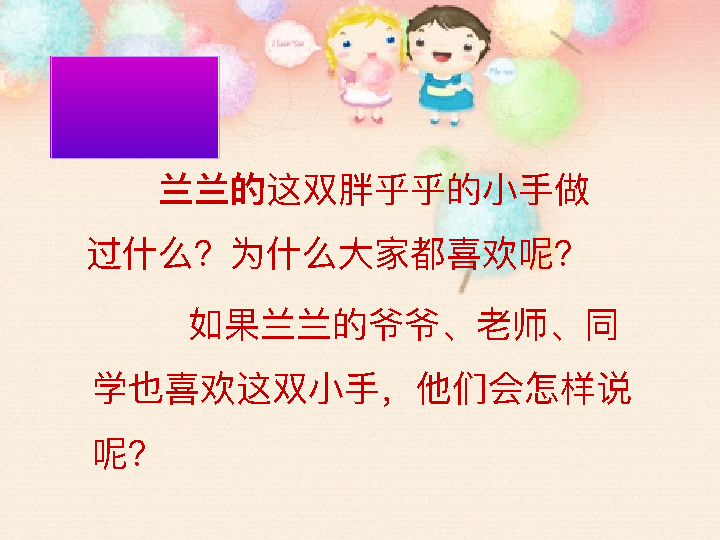 I Love You
兰兰的这双胖乎乎的小手做
过什么？为什么大家都喜欢呢？
如果兰兰的爷爷、老师、同
学也喜欢这双小手，他们会怎样说
呢？